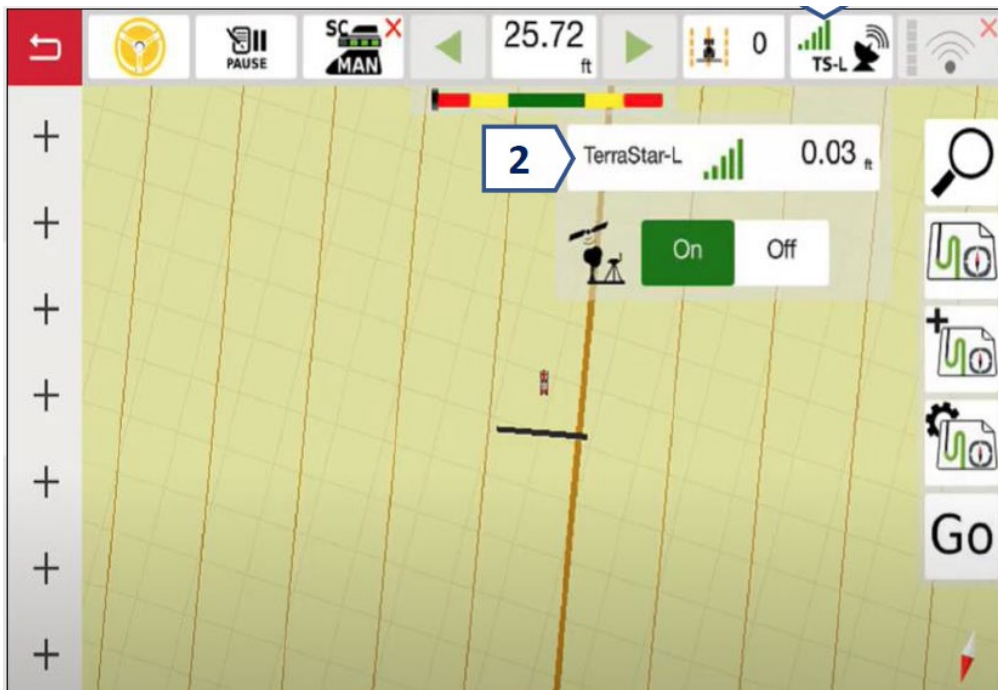 SC
MAN
PAUSE
25.72
ft
0
TS-L
2
TerraStar-L
0.03 ft
On
Off
Go